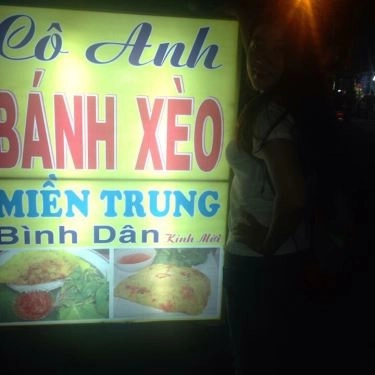 Cô Anh
BÁNH XÈO
MIỀN TRUNG
Bình Dân Kính Mời